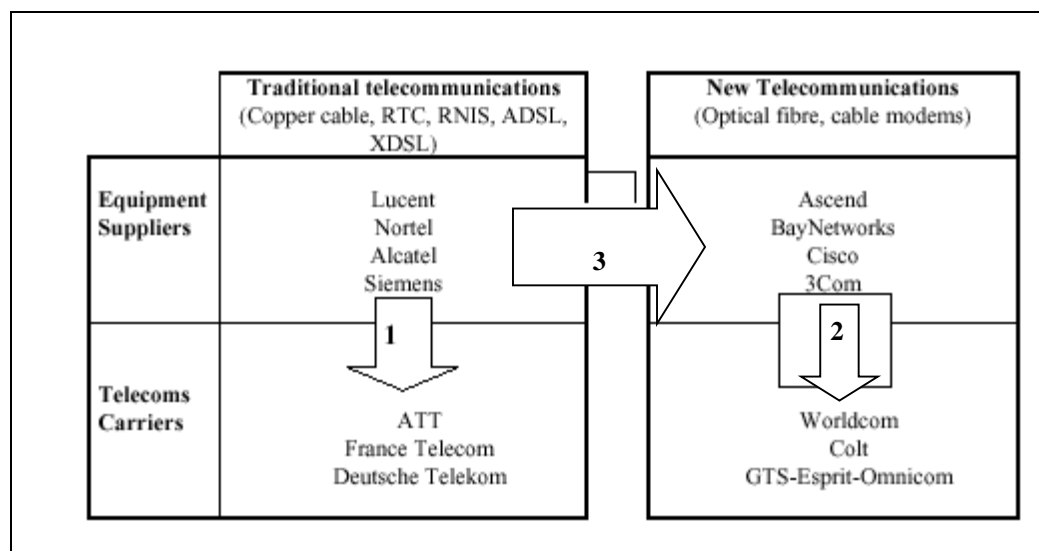 Traditional telecommunications
(Copper cable, RTC, RNIS, ADSL,
XDSL)
New Telecommunications
(Optical fibre, cable modems)
Equipment
Suppliers
Lucent
Nortel
Alcatel
Siemens
3
Ascend
BayNetworks
Cisco
3Com
1
2
Telecoms
Carriers
ATT
France Telecom
Deutsche Telekom
Worldcom
Colt
GTS-Esprit-Omnicom